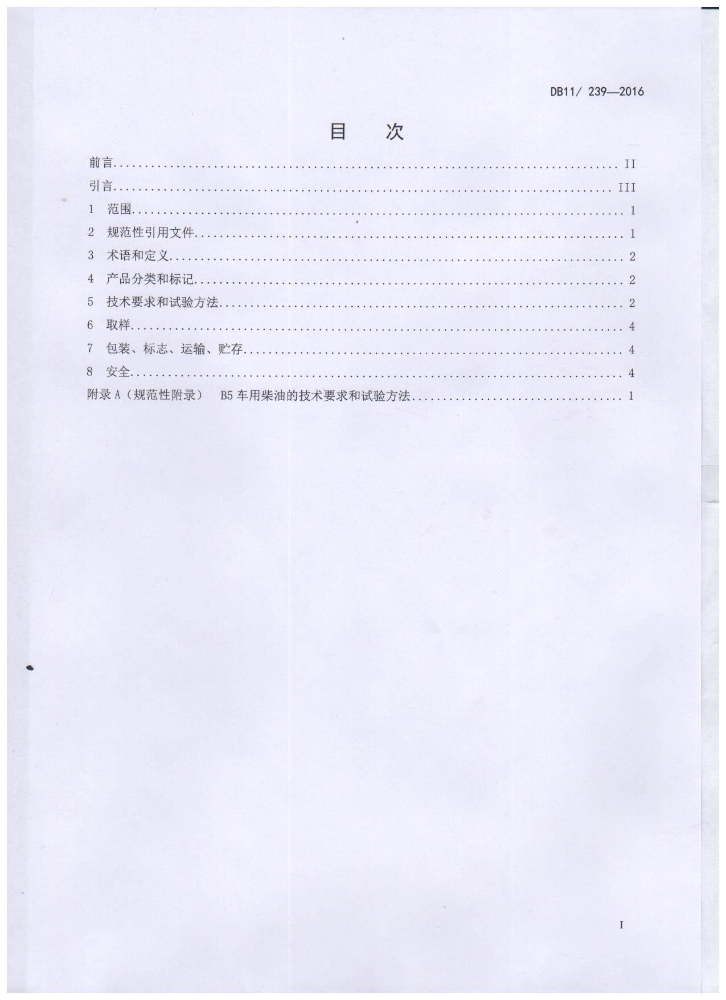 DB11/ 239—2016
目 次
前言................................................................................ II
引言................................................................................ III
1 范围................................................................................ 1
2 规范性引用文件................................................................................ 1
3 术语和定义................................................................................ 2
4 产品分类和标记................................................................................ 2
5 技术要求和试验方法................................................................................ 2
6 取样................................................................................ 4
7 包装、标志、运输、贮存................................................................................ 4
8 安全................................................................................ 4
附录 A（规范性附录） B5 车用柴油的技术要求和试验方法.................................. 1
I